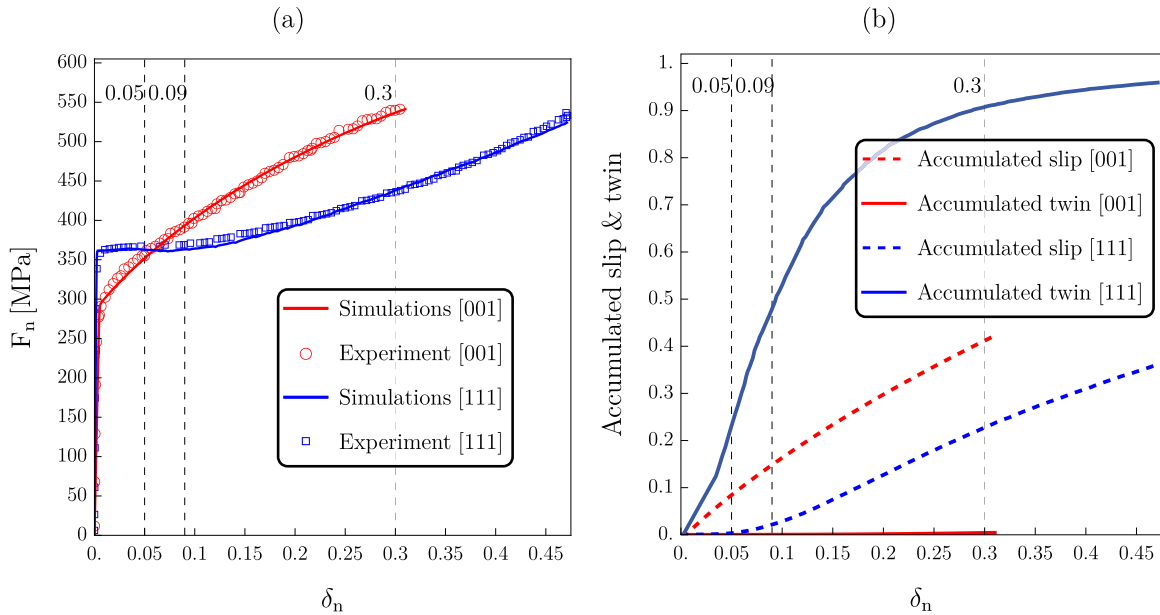 (a)
600
550
500
450
400
350
300
250
200
150
100
50
0
0.05 0.09
0.3
Simulations [001]
Experiment [001]
Simulations [111]
Experiment [111]
0. 0.05 0.1 0.15 0.2 0.25 0.3 0.35 0.4 0.45
Fn [MPa]
δn
(b)
1.
0.9
0.8
0.7
0.6
0.5
0.4
0.3
0.2
0.1
0.
0.05 0.09
0.3
Accumulated slip [001]
Accumulated twin [001]
Accumulated slip [111]
Accumulated twin [111]
0. 0.05 0.1 0.15 0.2 0.25 0.3 0.35 0.4 0.45
Accumulated slip & twin
δn